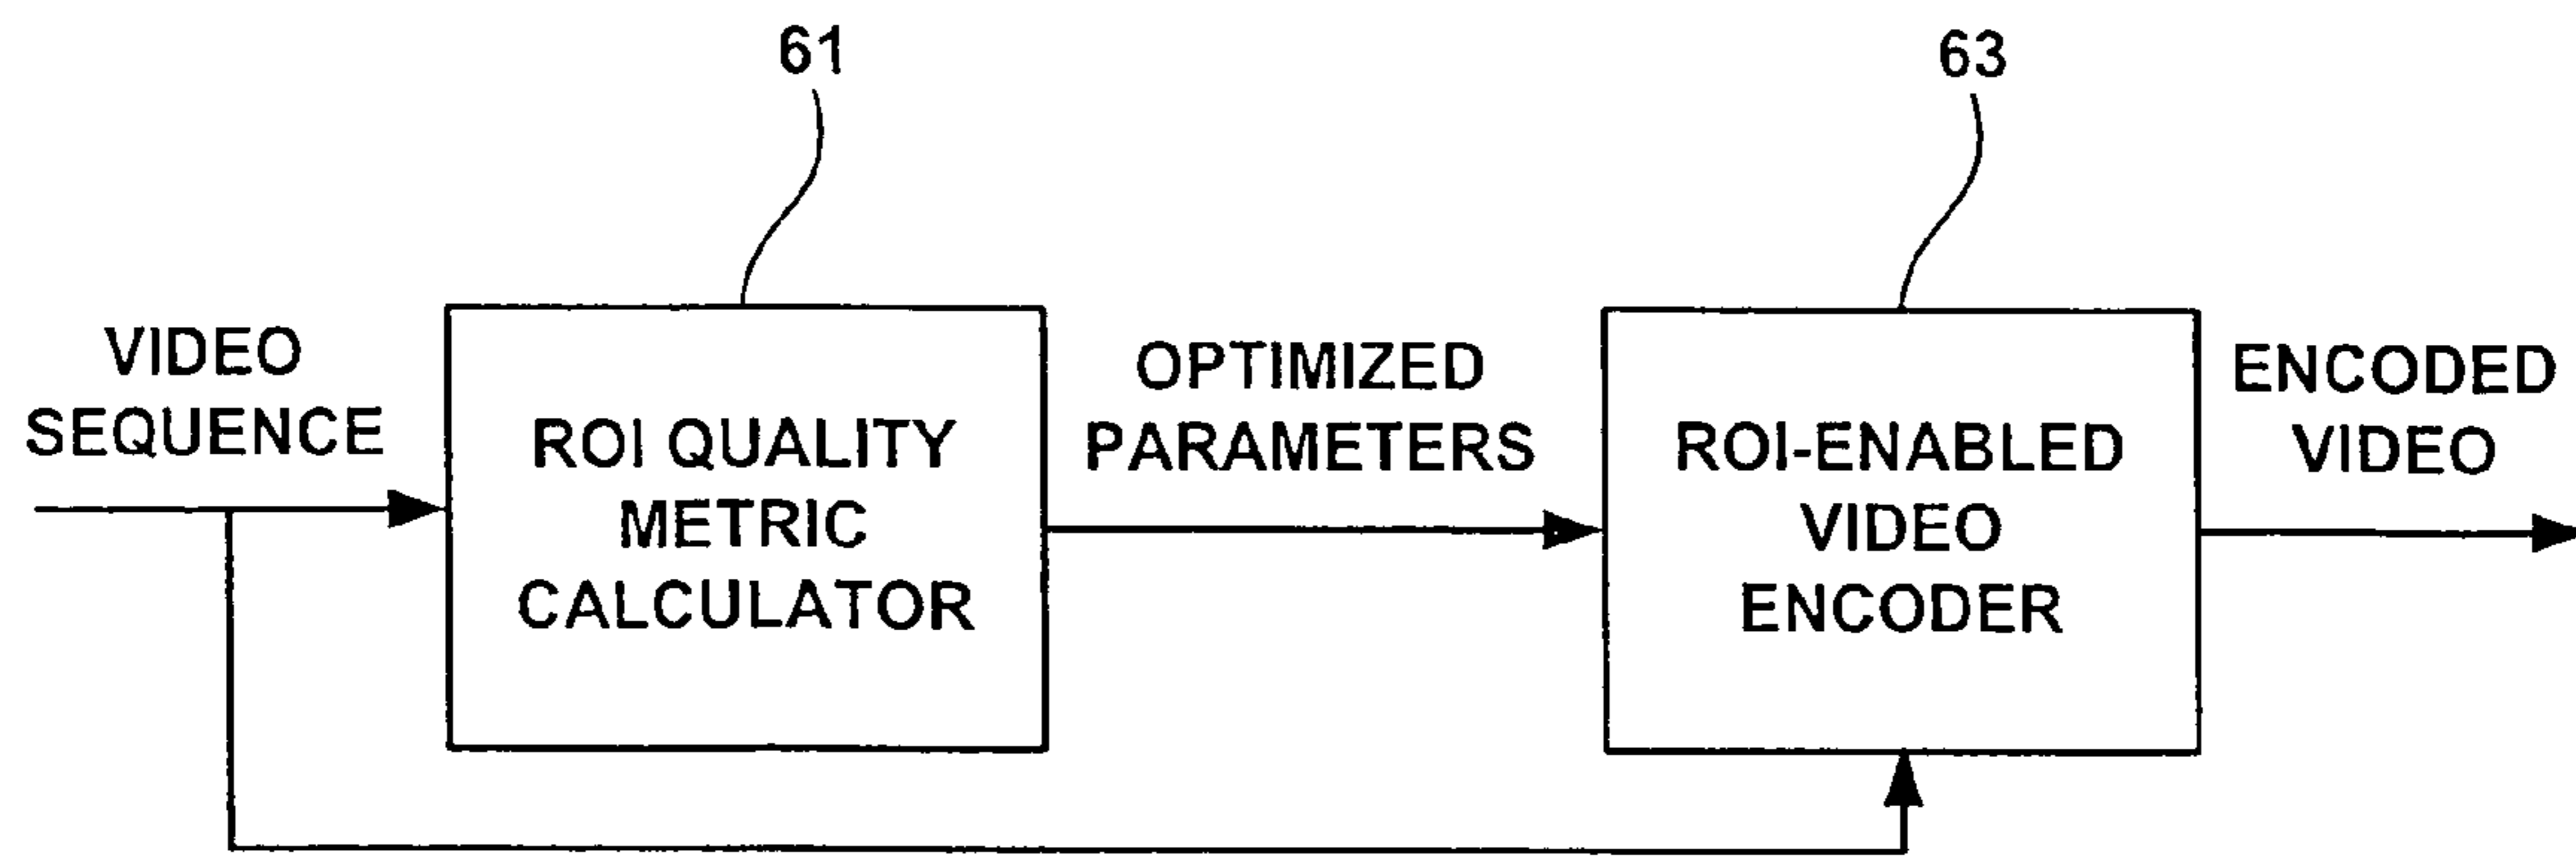 61
63
VIDEO
SEQUENCE
ROI QUALITY
METRIC
CALCULATOR
OPTIMIZED
PARAMETERS
ROI-ENABLED
VIDEO
ENCODER
ENCODED
VIDEO